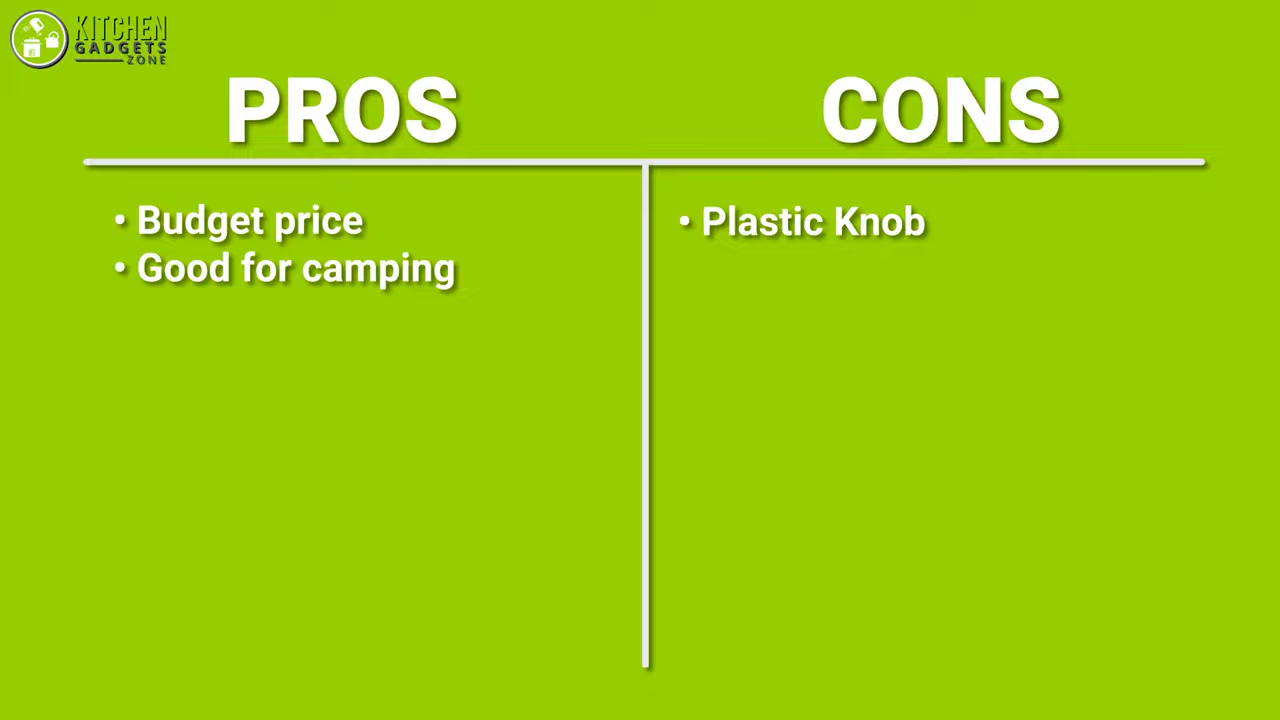 KITCHEN
GADGETS
ZONE
PROS
CONS
• Budget price
• Good for camping
• Plastic Knob